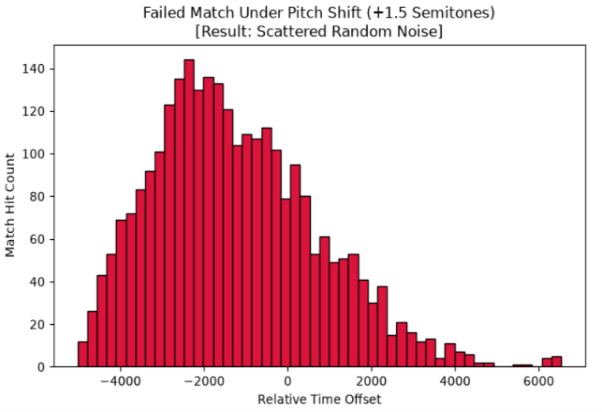 Failed Match Under Pitch Shift (+1.5 Semitones)
[Result: Scattered Random Noise]
140
120
100
80
60
40
20
0
Match Hit Count
−4000 −2000 0 2000 4000 6000
Relative Time Offset